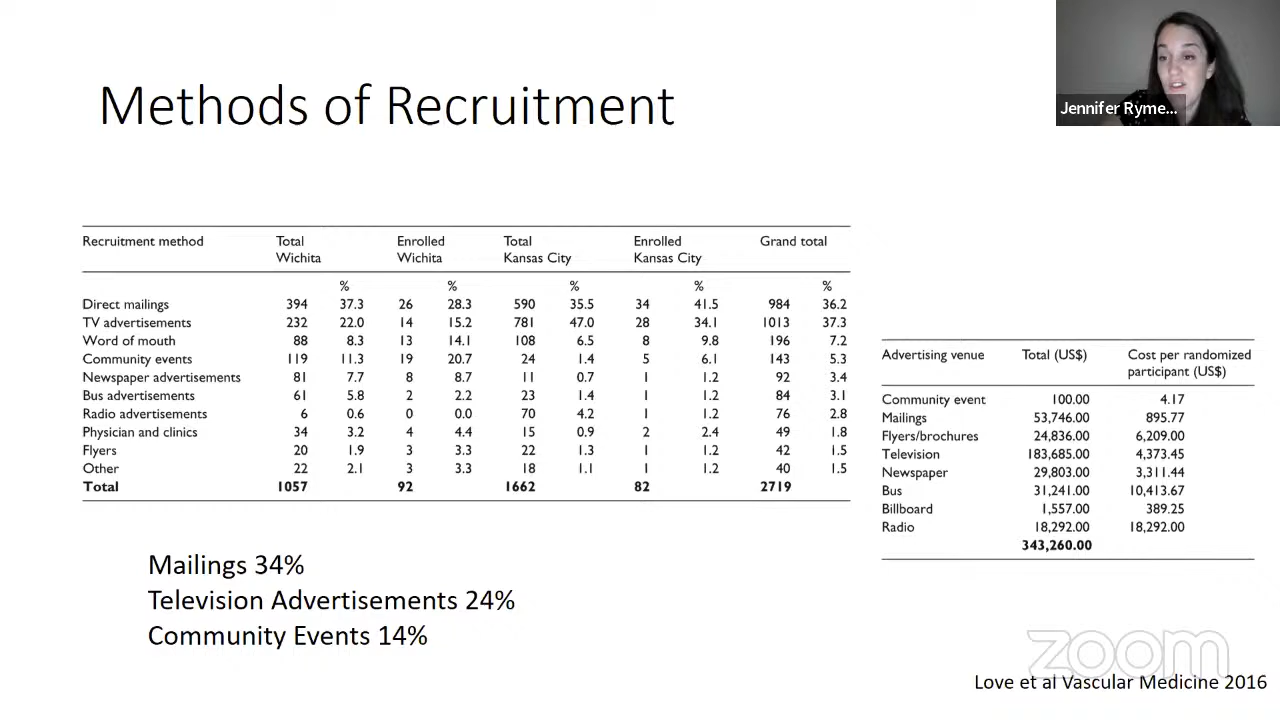 Jennifer Ryme...
Methods of Recruitment
Recruitment method Total Wichita Enrolled Wichita Total Kansas City Enrolled Kansas City Grand total
% % % % %
Direct mailings 394 37.3 26 28.3 590 35.5 34 41.5 984 36.2
TV advertisements 232 22.0 14 15.2 781 47.0 28 34.1 1013 37.3
Word of mouth 88 8.3 13 14.1 108 6.5 8 9.8 196 7.2
Community events 119 11.3 19 20.7 24 1.4 5 6.1 143 5.3
Newspaper advertisements 81 7.7 8 8.7 11 0.7 1 1.2 92 3.4
Bus advertisements 61 5.8 2 2.2 23 1.4 1 1.2 84 3.1
Radio advertisements 6 0.6 0 0.0 70 4.2 1 1.2 76 2.8
Physician and clinics 34 3.2 4 4.4 15 0.9 2 2.4 49 1.8
Flyers 20 1.9 3 3.3 22 1.3 1 1.2 42 1.5
Other 22 2.1 3 3.3 18 1.1 1 1.2 40 1.5
Total 1057 92 1662 82 2719
Advertising venue Total (US$) Cost per randomized participant (US$)
Community event 100.00 4.17
Mailings 53,746.00 895.77
Flyers/brochures 24,836.00 6,209.00
Television 183,685.00 4,373.45
Newspaper 29,803.00 3,311.44
Bus 31,241.00 10,413.67
Billboard 1,557.00 389.25
Radio 18,292.00 18,292.00
343,260.00
Mailings 34%
Television Advertisements 24%
Community Events 14%
zoom
Love et al Vascular Medicine 2016